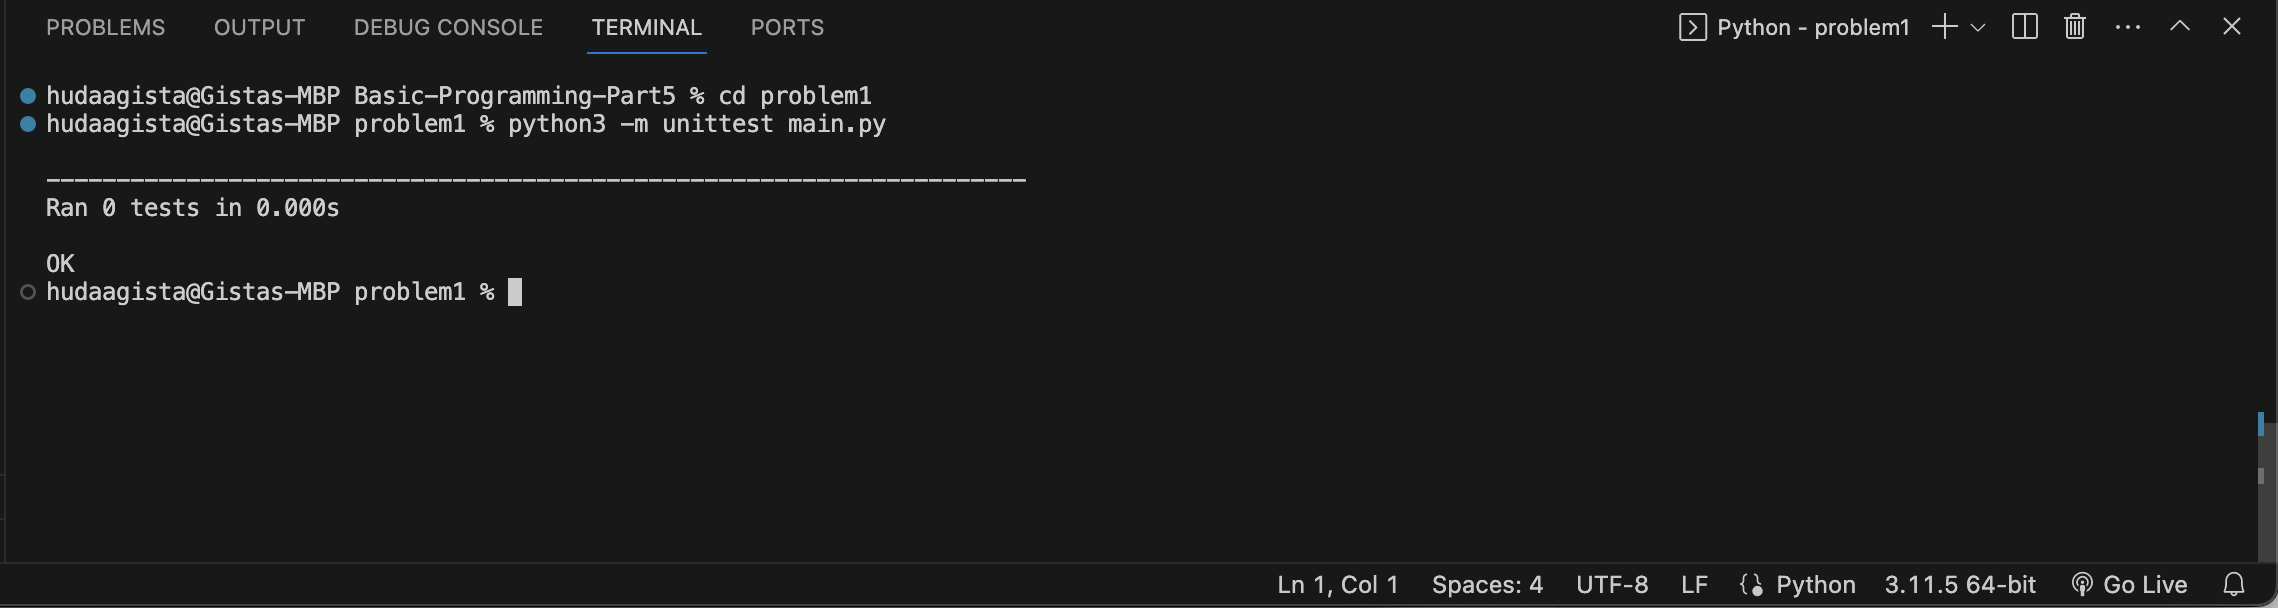 PROBLEMS OUTPUT DEBUG CONSOLE TERMINAL PORTS Python - problem1
hudaagista@Gistas-MBP Basic-Programming-Part5 % cd problem1
hudaagista@Gistas-MBP problem1 % python3 -m unittest main.py
----------------------------------------------------------------------
Ran 0 tests in 0.000s
OK
hudaagista@Gistas-MBP problem1 %
Ln 1, Col 1 Spaces: 4 UTF-8 LF Python 3.11.5 64-bit Go Live